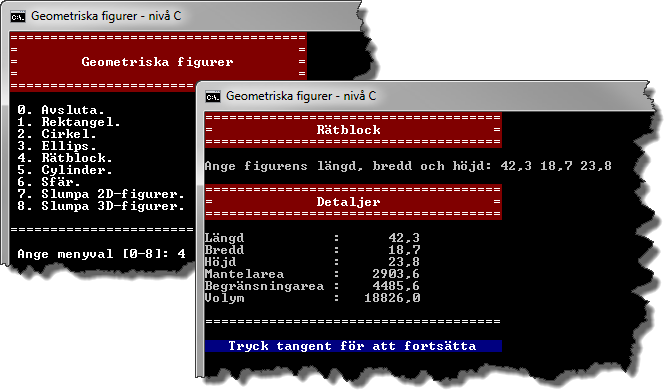 Geometriska figurer - nivå C
======================================
=                                    =
=        Geometriska figurer         =
=                                    =
======================================
0. Avsluta.
1. Rektangel.
2. Cirkel.
3. Ellips.
4. Rätblock.
5. Cylinder.
6. Sfär.
7. Slumpa 2D-figurer.
8. Slumpa 3D-figurer.
======================================
Ange menyval [0-8]: 4
Geometriska figurer - nivå C
======================================
=             Rätblock               =
======================================
Ange figurens längd, bredd och höjd: 42,3 18,7 23,8
======================================
=             Detaljer               =
======================================
Längd           :      42,3
Bredd           :      18,7
Höjd            :      23,8
Mantelarea      :    2903,6
Begränsningarea :    4485,6
Volym           :   18826,0
======================================
Tryck tangent för att fortsätta